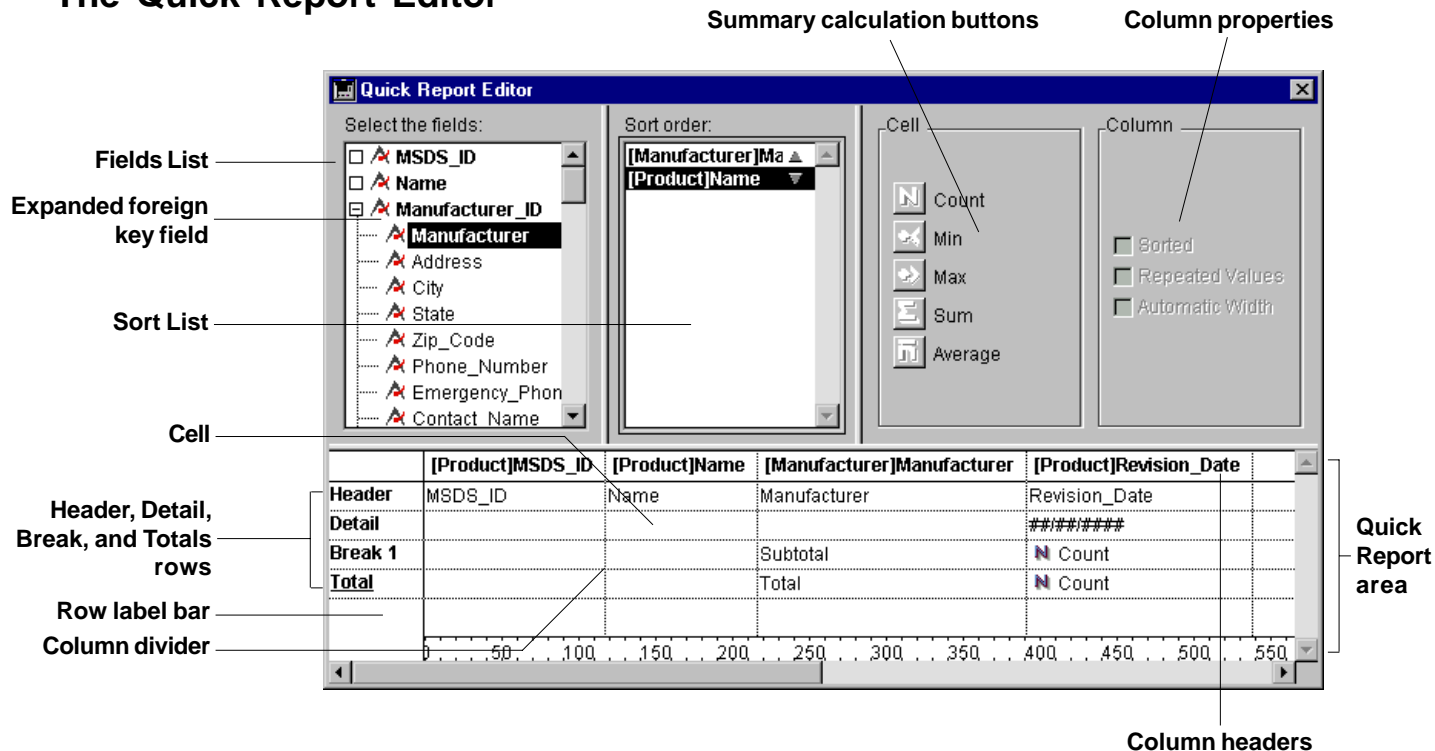 The Quick Report Editor
Summary calculation buttons
Column properties
Quick Report Editor
Select the fields:
Sort order:
Cell
Column
Fields List
MSDS_ID
Name
Expanded foreign
key field
Manufacturer_ID
Manufacturer
Address
City
State
Zip_Code
Phone_Number
Emergency_Phon
Contact_Name
Sort List
[Manufacturer]Ma
[Product]Name
Count
Min
Max
Sum
Average
Sorted
Repeated Values
Automatic Width
Cell
[Product]MSDS_ID [Product]Name [Manufacturer]Manufacturer [Product]Revision_Date
Header MSDS_ID Name Manufacturer Revision_Date
Detail ##/##/####
Break 1 Subtotal N Count
Total Total N Count
Header, Detail,
Break, and Totals
rows
Row label bar
Column divider
0 50 100 150 200 250 300 350 400 450 500 550
Quick
Report
area
Column headers